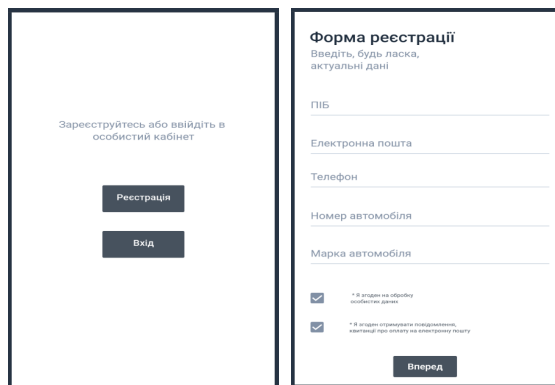 Зареєструйтесь або ввійдіть в
особистий кабінет
Реєстрація
Вхід
Форма реєстрації
Введіть, будь ласка,
актуальні дані
ПІБ
Електронна пошта
Телефон
Номер автомобіля
Марка автомобіля
* Я згоден на обробку
особистих даних
* Я згоден отримувати повідомлення,
квитанції про оплату на електронну пошту
Вперед